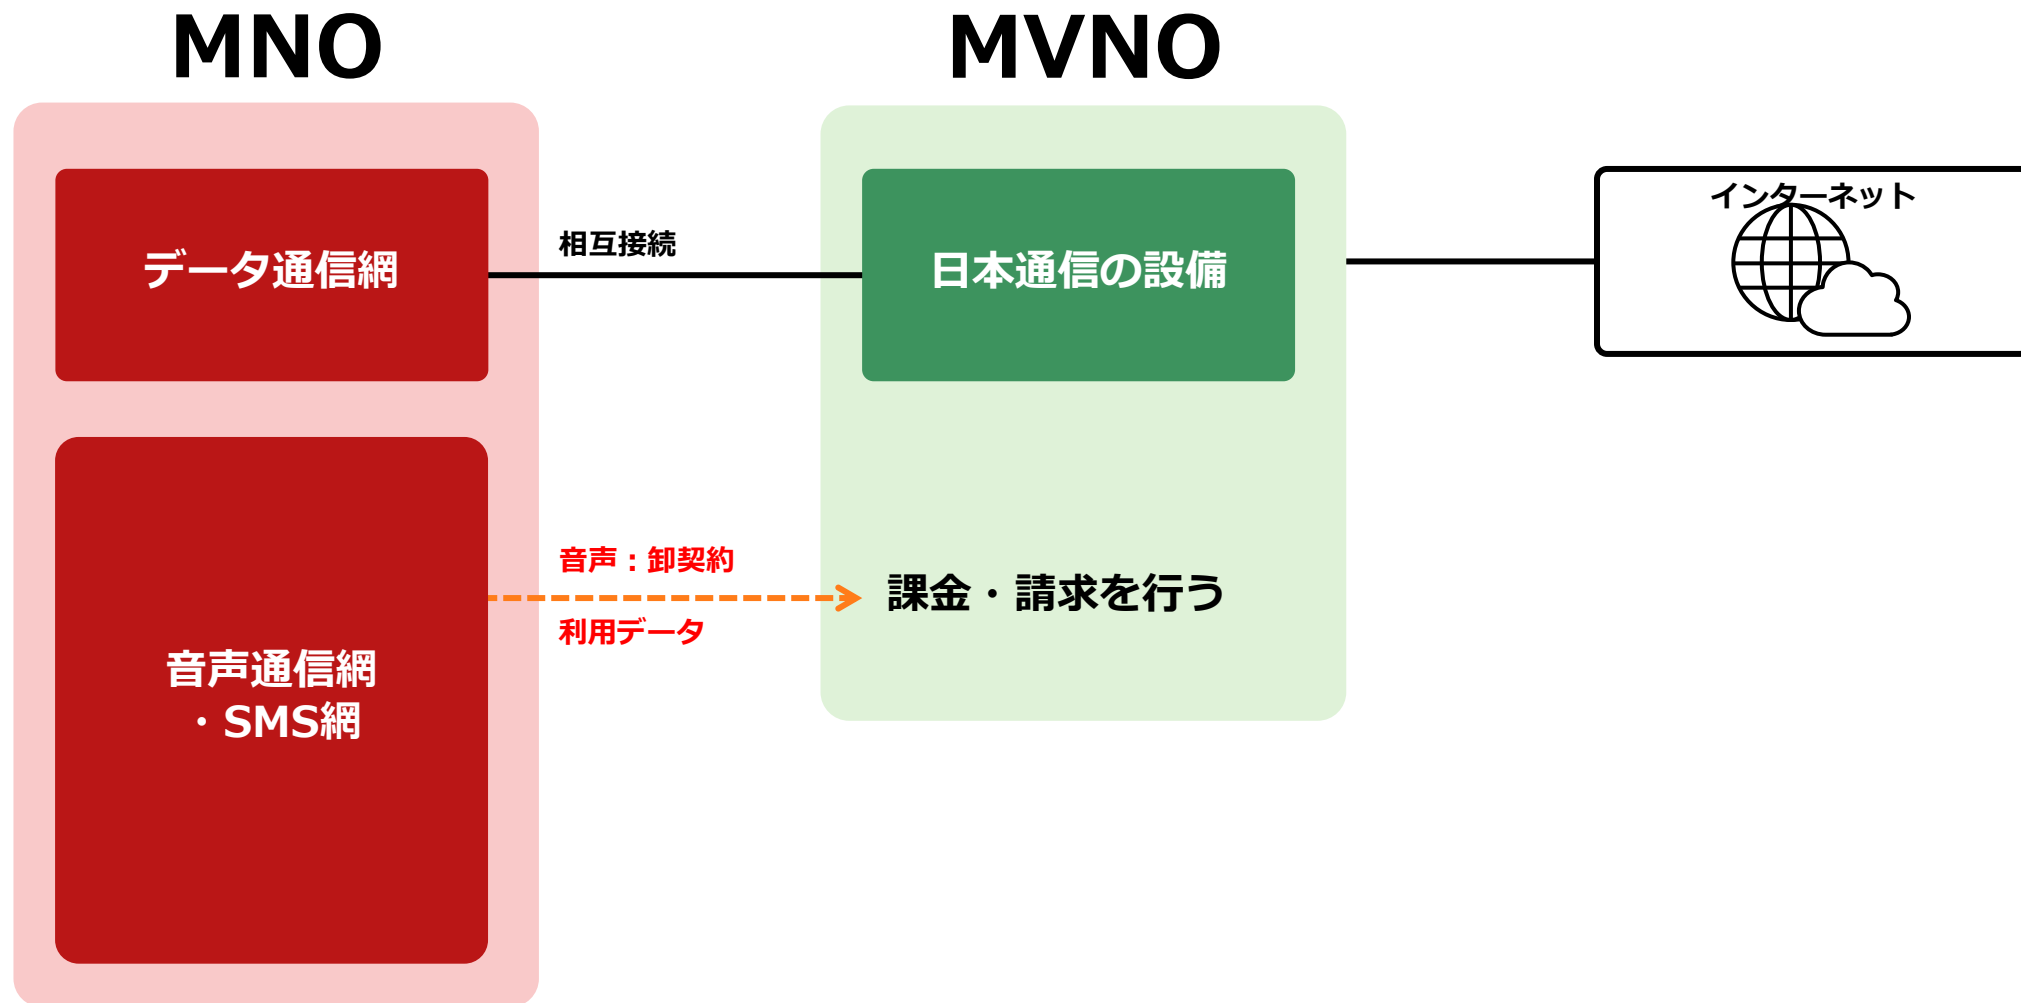 MNO
MVNO
データ通信網
相互接続
日本通信の設備
インターネット
音声:卸契約
利用データ
課金・請求を行う
音声通信網
・SMS網